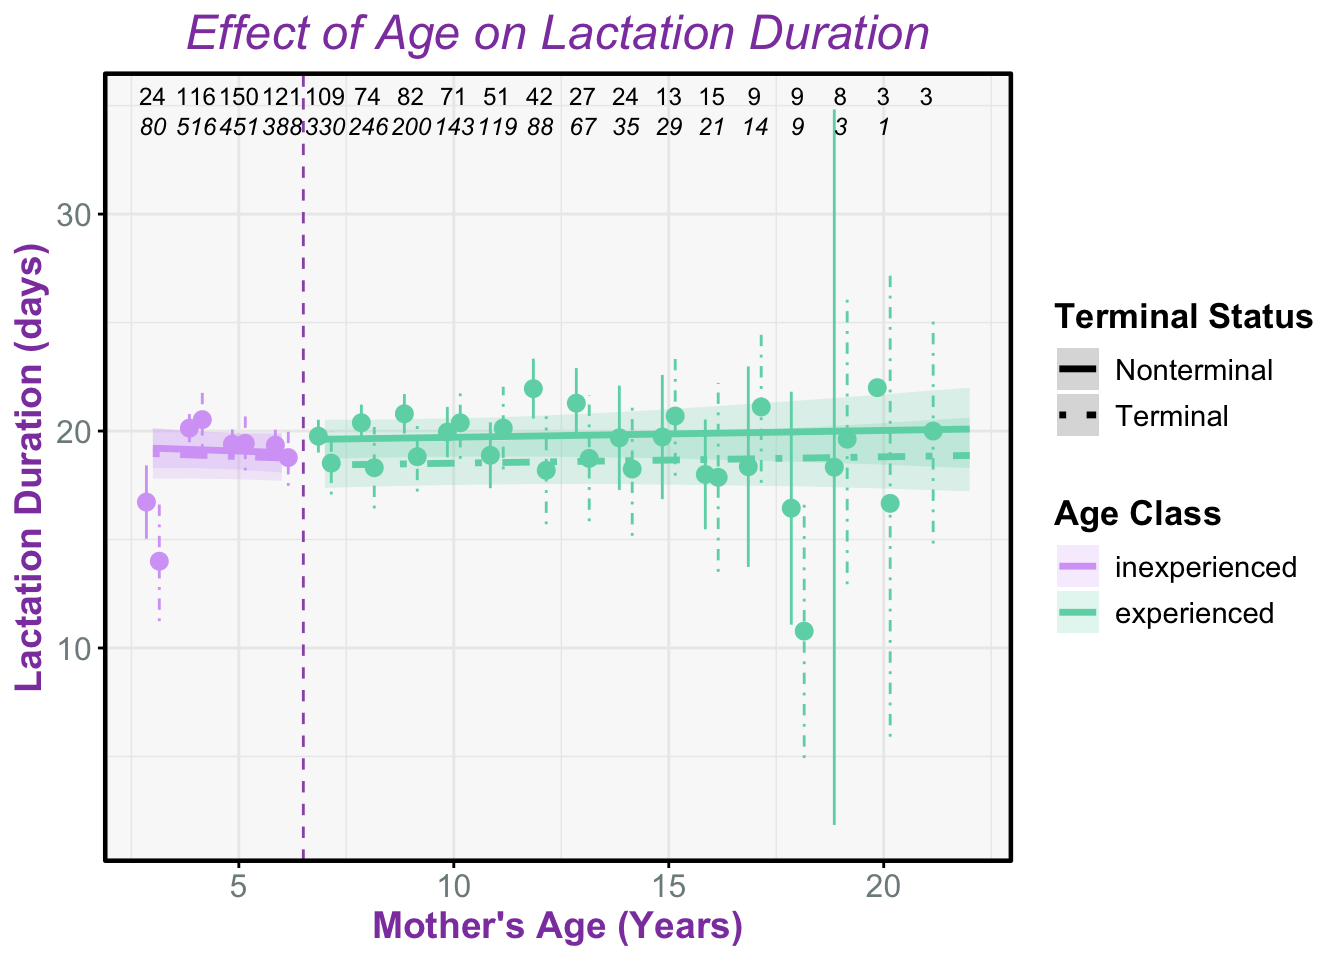 Effect of Age on Lactation Duration
24 116 150 121 109 74 82 71 51 42 27 24 13 15 9 9 8 3 3
80 516 451 388 330 246 200 143 119 88 67 35 29 21 14 9 3 1
30
20
10
Lactation Duration (days)
5 10 15 20
Mother's Age (Years)
Terminal Status
Nonterminal
Terminal
Age Class
inexperienced
experienced